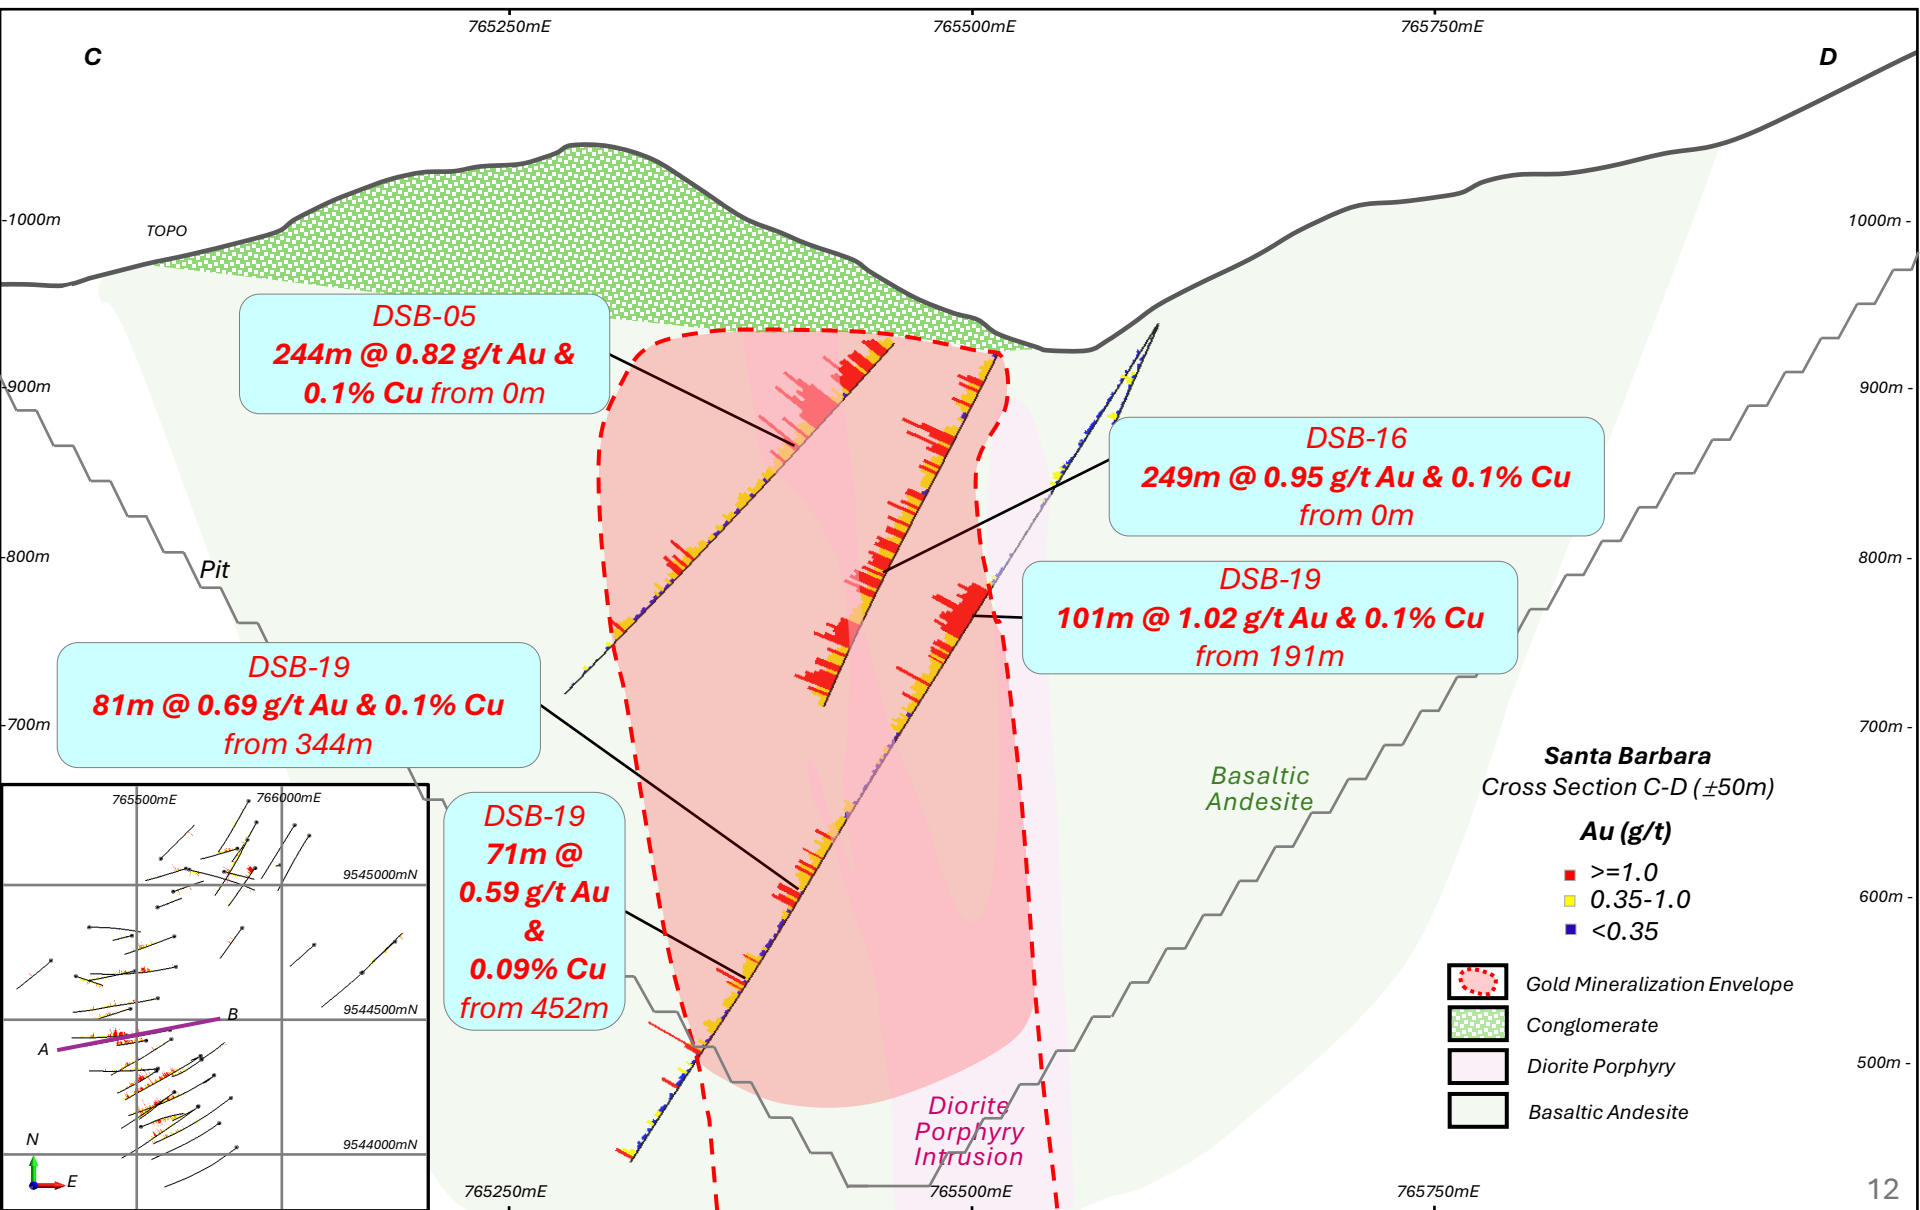 765250mE
765500mE
765750mE
C
D
-1000m
1000m -
TOPO
DSB-05
244m @ 0.82 g/t Au &
0.1% Cu from 0m
-900m
900m -
DSB-16
249m @ 0.95 g/t Au & 0.1% Cu
from 0m
-800m
800m -
Pit
DSB-19
101m @ 1.02 g/t Au & 0.1% Cu
from 191m
DSB-19
81m @ 0.69 g/t Au & 0.1% Cu
from 344m
-700m
700m -
Basaltic
Andesite
Santa Barbara
Cross Section C-D (±50m)
Au (g/t)
>=1.0
0.35-1.0
<0.35
600m -
DSB-19
71m @
0.59 g/t Au
&
0.09% Cu
from 452m
765500mE
766000mE
9545000mN
9544500mN
9544000mN
A
B
N
E
Gold Mineralization Envelope
Conglomerate
Diorite Porphyry
Basaltic Andesite
500m -
Diorite
Porphyry
Intrusion
765250mE
765500mE
765750mE
12